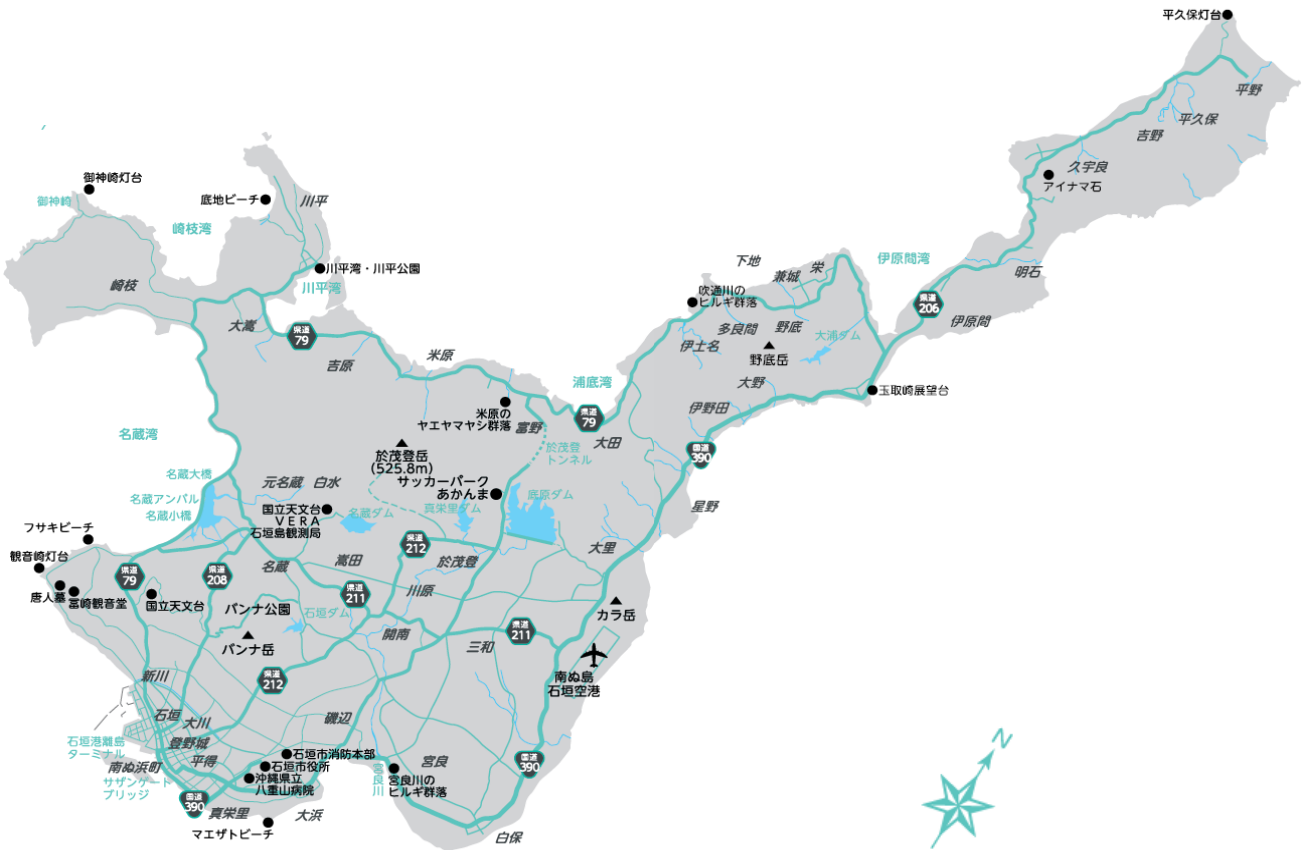 平久保灯台
平野
平久保
吉野
久宇良
アイナマ石
御神崎灯台
御神崎
底地ビーチ
川平
崎枝湾
川平湾・川平公園
川平湾
崎枝
大嵩
県道
79
吉原
米原
下地
兼城
栄
伊原間湾
明石
県道
206
伊原間
吹通川の
ヒルギ群落
多良間
野底
大浦ダム
伊土名
野底岳
大野
玉取崎展望台
浦底湾
伊野田
県道
79
大田
米原の
ヤエヤマヤシ群落
富野
於茂登
トンネル
国道
390
星野
名蔵湾
於茂登岳
(525.8m)
サッカーパーク
あかんま
名蔵大橋
名蔵アンパル
名蔵小橋
元名蔵
白水
国立天文台
VERA
石垣島観測局
名蔵ダム
真栄里ダム
底原ダム
フサキビーチ
観音崎灯台
唐人墓
冨崎観音堂
県道
79
国立天文台
県道
208
名蔵
嵩田
県道
212
於茂登
大里
川原
県道
211
バンナ公園
石垣ダム
バンナ岳
開南
三和
県道
211
カラ岳
南ぬ島
石垣空港
県道
212
新川
石垣
大川
登野城
平得
磯辺
石垣港離島
ターミナル
南ぬ浜町
サザンゲート
ブリッジ
石垣市消防本部
石垣市役所
沖縄県立
八重山病院
国道
390
真栄里
大浜
マエザトビーチ
宮良川
宮良川の
ヒルギ群落
宮良
国道
390
白保
N